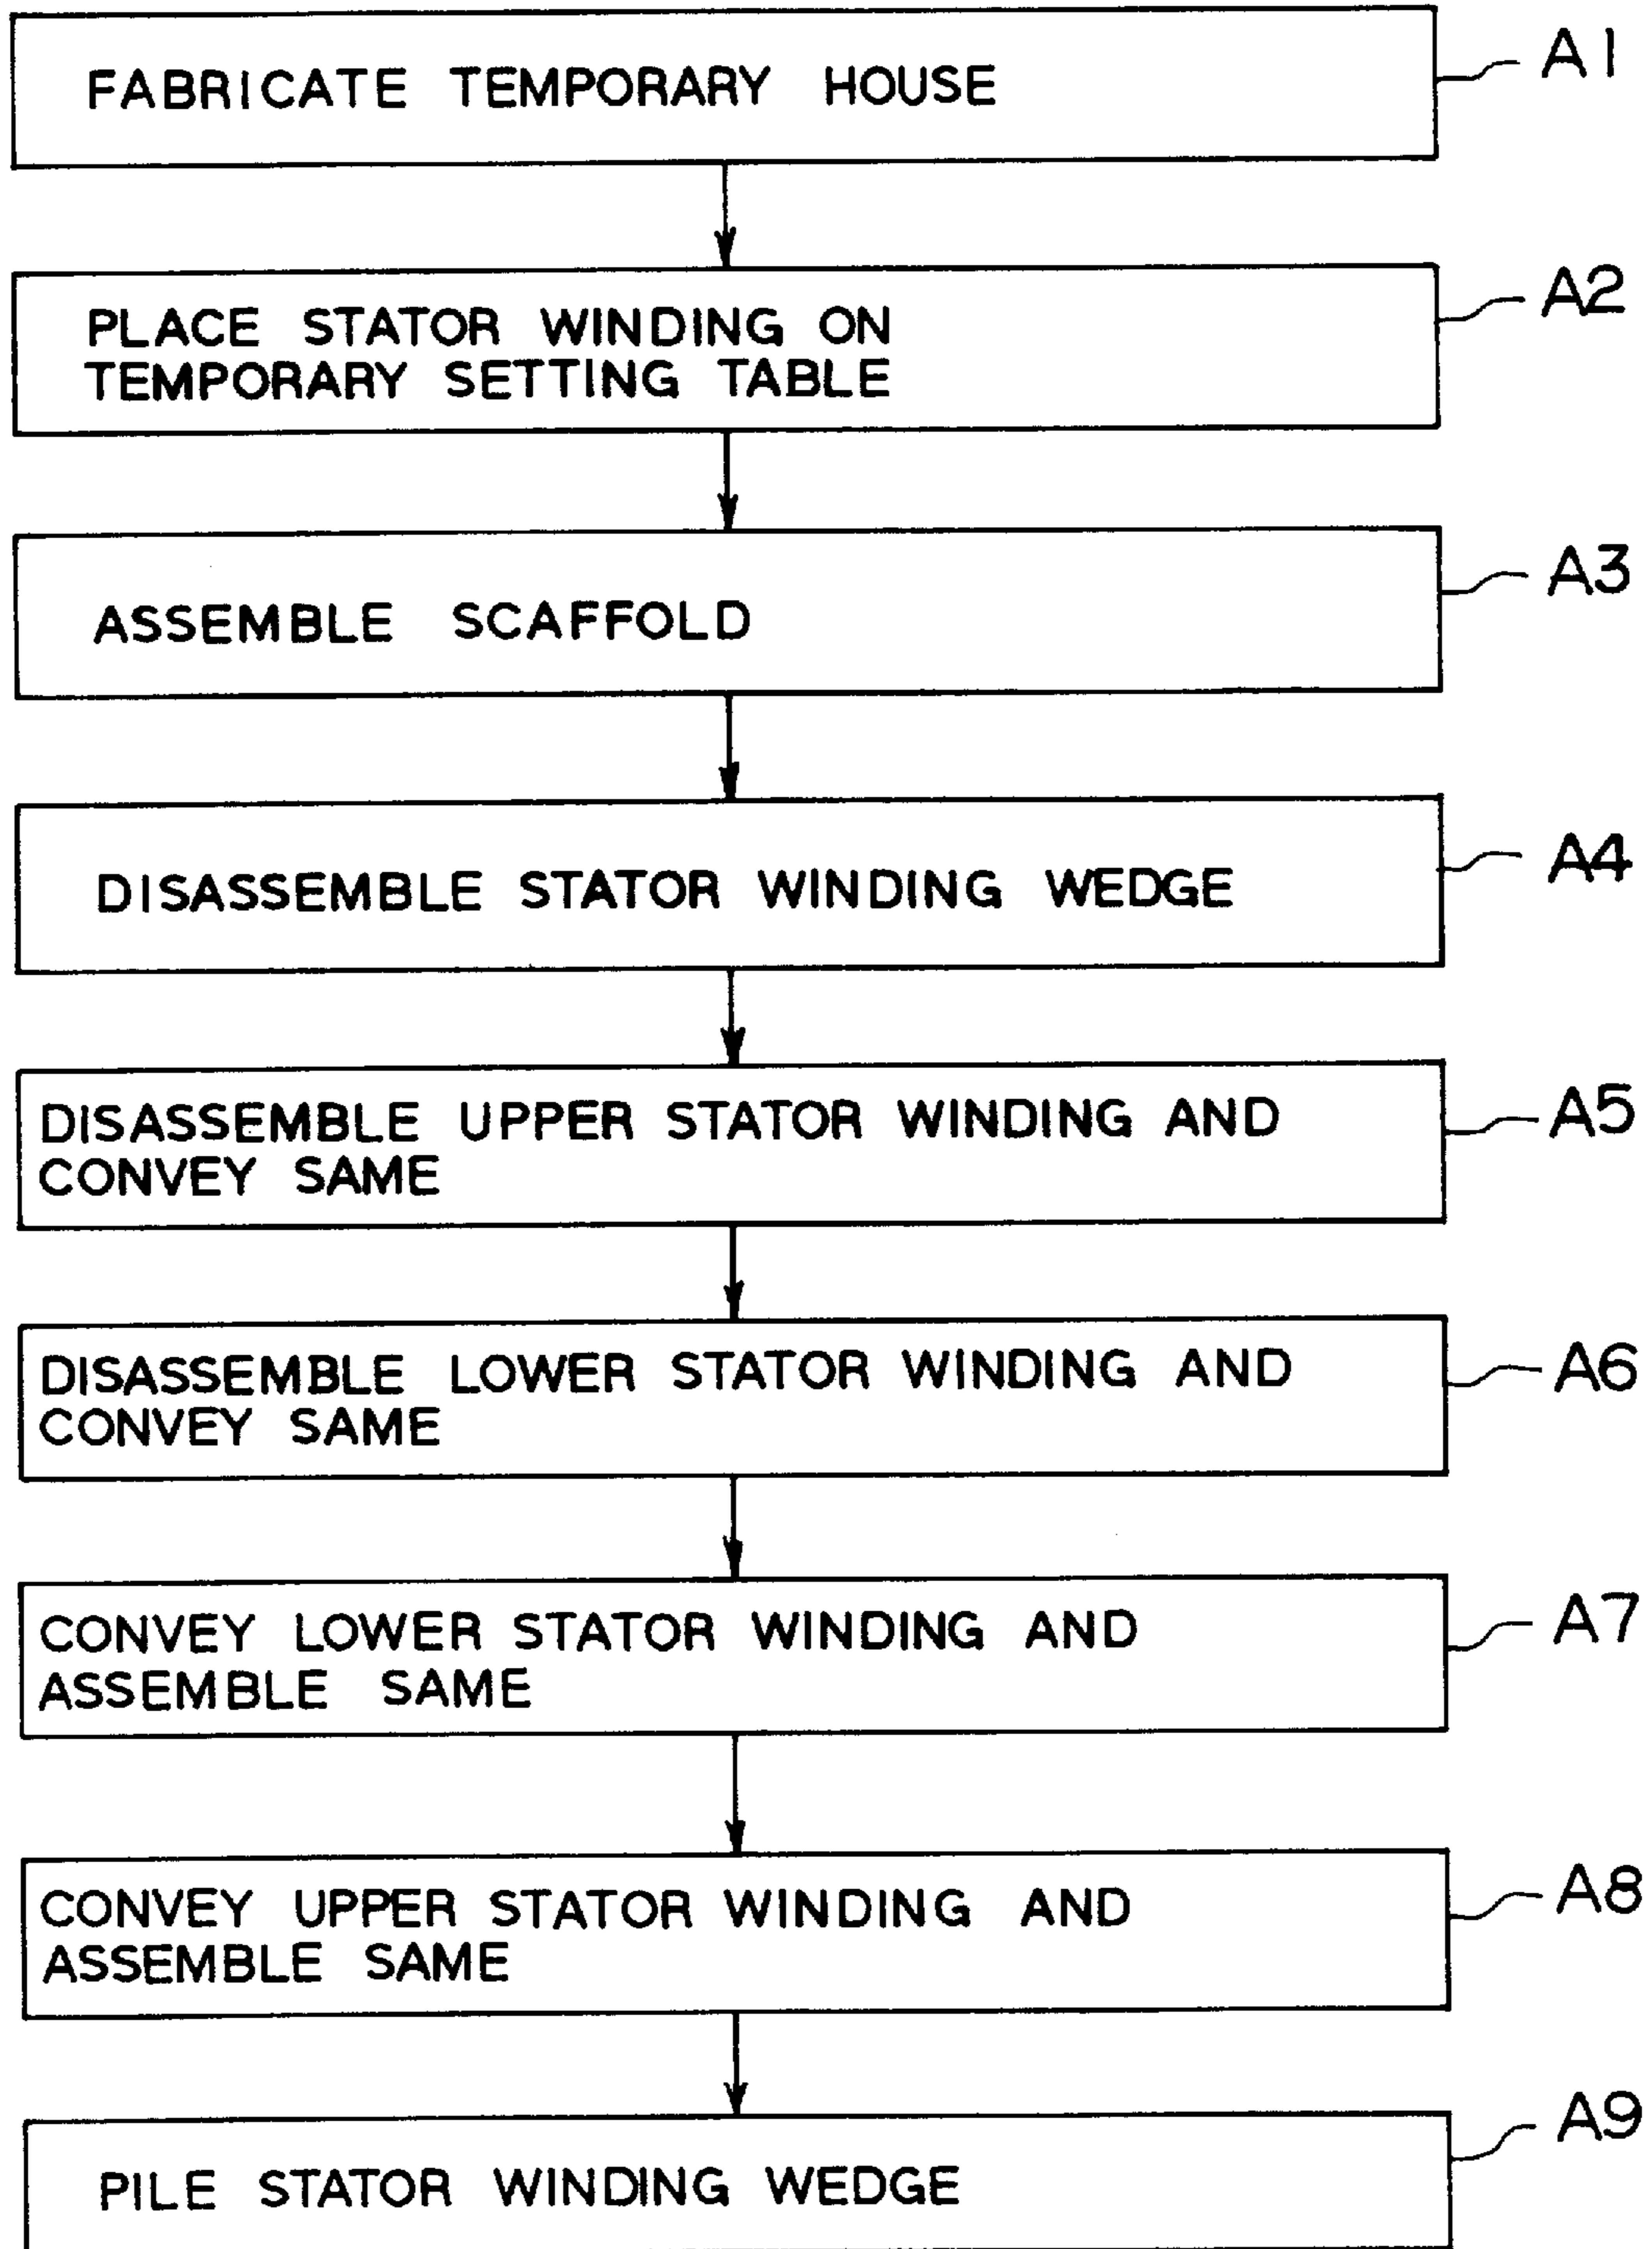 FABRICATE TEMPORARY HOUSE
A1
PLACE STATOR WINDING ON
TEMPORARY SETTING TABLE
A2
ASSEMBLE SCAFFOLD
A3
DISASSEMBLE STATOR WINDING WEDGE
A4
DISASSEMBLE UPPER STATOR WINDING AND
CONVEY SAME
A5
DISASSEMBLE LOWER STATOR WINDING AND
CONVEY SAME
A6
CONVEY LOWER STATOR WINDING AND
ASSEMBLE SAME
A7
CONVEY UPPER STATOR WINDING AND
ASSEMBLE SAME
A8
PILE STATOR WINDING WEDGE
A9